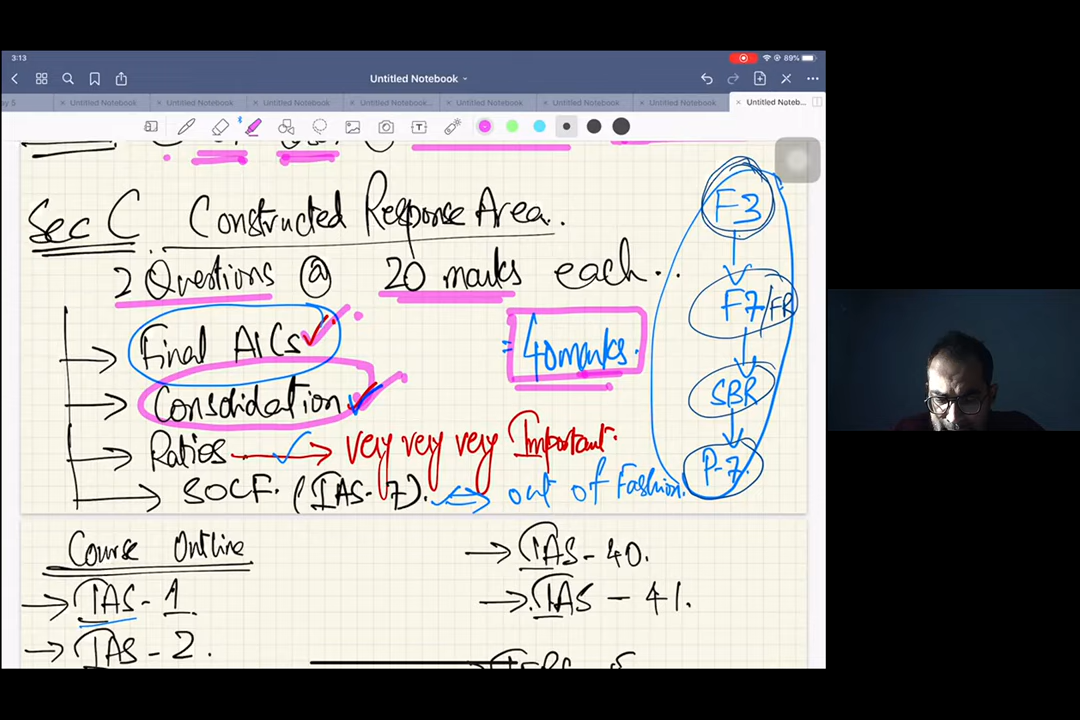 3:13
89%
Untitled Notebook
y 5
Untitled Notebook
Untitled Notebook
Untitled Notebook
Untitled Notebook...
Untitled Notebook
Untitled Notebook
Untitled Notebook
Untitled Noteb...
Sec C Constructed Response Area.
2 Questions @ 20 marks each..
Final A/Cs
= 40 marks.
Consolidation
Ratios → very very very Important.
SOCF. (IAS-7). out of Fashion.
F3
F7/FR
SBR
P-7.
Course Outline
→ IAS - 1
→ IAS - 2.
→ IAS - 40.
→ IAS - 41.